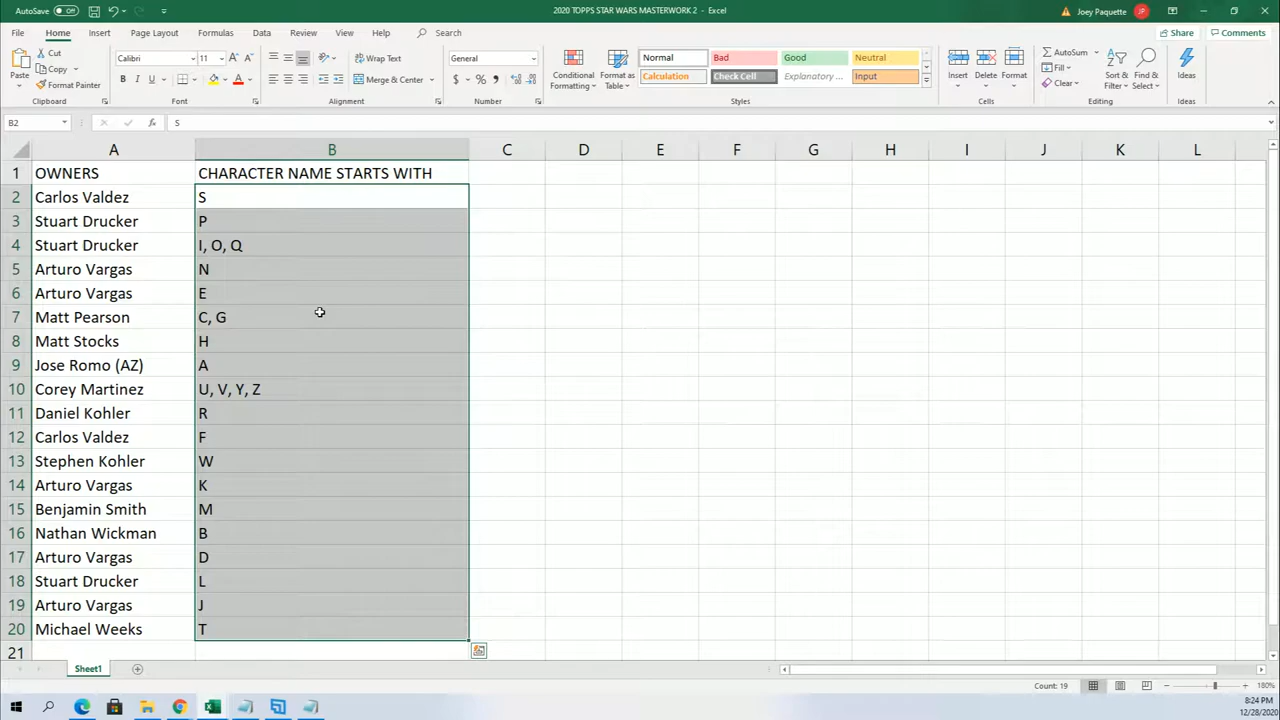 AutoSave Off 2020 TOPPS STAR WARS MASTERWORK 2 - Excel Joey Paquette JP
File Home Insert Page Layout Formulas Data Review View Help Search Share Comments
Paste Cut Copy Format Painter Clipboard
Calibri 11 B I U A A Font
Wrap Text Merge & Center Alignment
General $ % , Number
Conditional Formatting Format as Table
Normal Bad Good Neutral
Calculation Check Cell Explanatory ... Input
Styles
Insert Delete Format Cells
AutoSum Fill Clear Sort & Filter Find & Select Editing
Ideas Ideas
B2 fx S
A B C D E F G H I J K L
1 OWNERS CHARACTER NAME STARTS WITH
2 Carlos Valdez S
3 Stuart Drucker P
4 Stuart Drucker I, O, Q
5 Arturo Vargas N
6 Arturo Vargas E
7 Matt Pearson C, G
8 Matt Stocks H
9 Jose Romo (AZ) A
10 Corey Martinez U, V, Y, Z
11 Daniel Kohler R
12 Carlos Valdez F
13 Stephen Kohler W
14 Arturo Vargas K
15 Benjamin Smith M
16 Nathan Wickman B
17 Arturo Vargas D
18 Stuart Drucker L
19 Arturo Vargas J
20 Michael Weeks T
21
Sheet1
Count: 19 180%
8:24 PM
12/28/2020